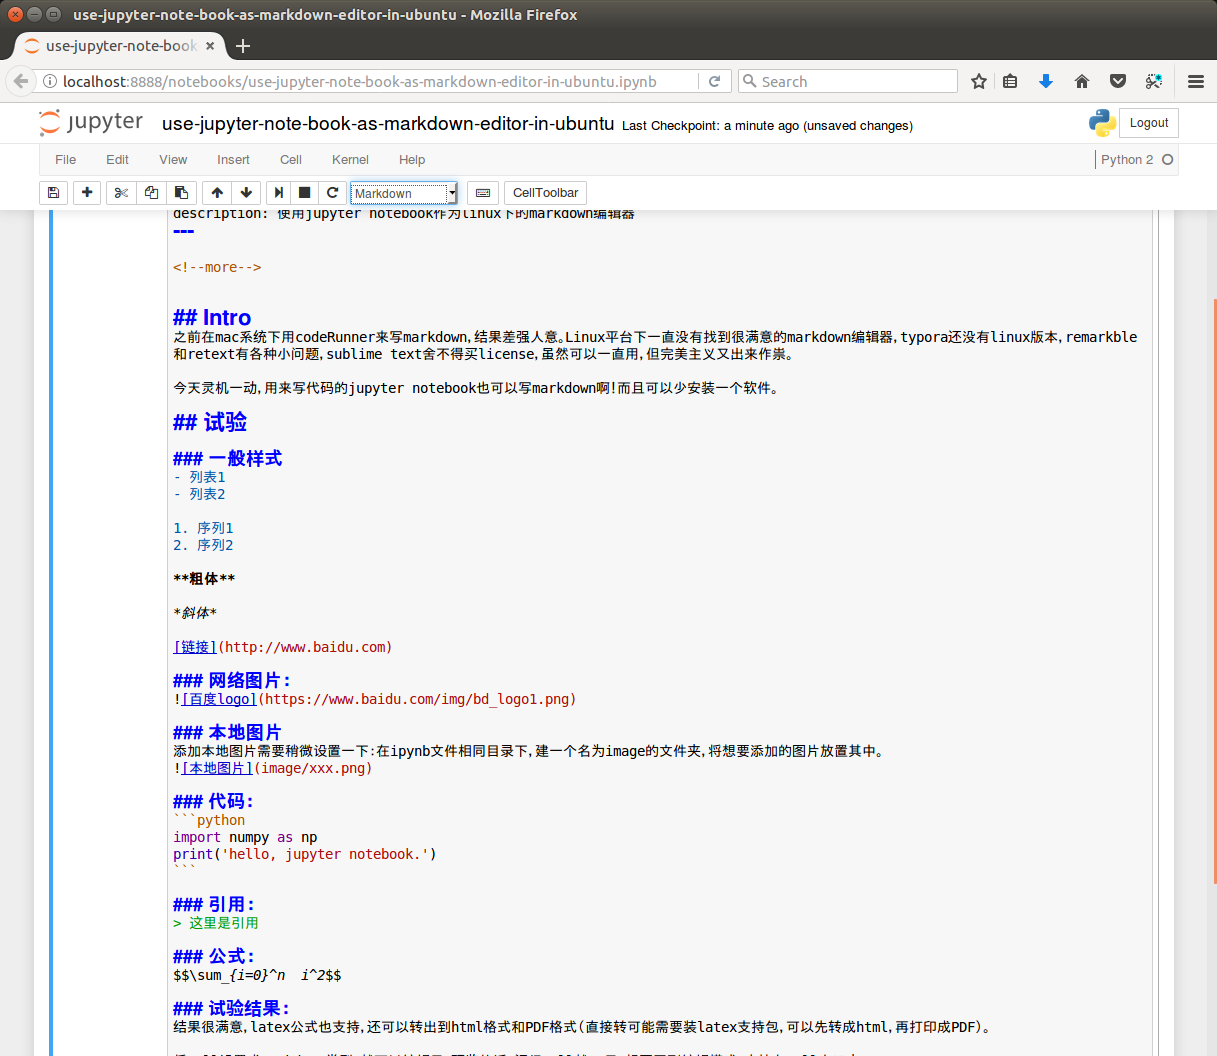 use-jupyter-note-book-as-markdown-editor-in-ubuntu - Mozilla Firefox
use-jupyter-note-book
localhost:8888/notebooks/use-jupyter-note-book-as-markdown-editor-in-ubuntu.ipynb
Search
jupyter use-jupyter-note-book-as-markdown-editor-in-ubuntu Last Checkpoint: a minute ago (unsaved changes)
Logout
File Edit View Insert Cell Kernel Help
Python 2
Markdown
CellToolbar
description: 使用jupyter notebook作为linux下的markdown编辑器
---
<!--more-->
## Intro
之前在mac系统下用codeRunner来写markdown,结果差强人意。Linux平台下一直没有找到很满意的markdown编辑器,typora还没有linux版本,remarkble
和retext有各种小问题,sublime text舍不得买license,虽然可以一直用,但完美主义又出来作祟。
今天灵机一动,用来写代码的jupyter notebook也可以写markdown啊!而且可以少安装一个软件。
## 试验
### 一般样式
- 列表1
- 列表2
1. 序列1
2. 序列2
**粗体**
*斜体*
[链接](http://www.baidu.com)
### 网络图片:
![百度logo](https://www.baidu.com/img/bd_logo1.png)
### 本地图片
添加本地图片需要稍微设置一下:在ipynb文件相同目录下,建一个名为image的文件夹,将想要添加的图片放置其中。
![本地图片](image/xxx.png)
### 代码:
```python
import numpy as np
print('hello, jupyter notebook.')
```
### 引用:
> 这里是引用
### 公式:
$$\sum_{i=0}^n  i^2$$
### 试验结果:
结果很满意,latex公式也支持,还可以转出到html格式和PDF格式(直接转可能需要装latex支持包,可以先转成html,再打印成PDF)。